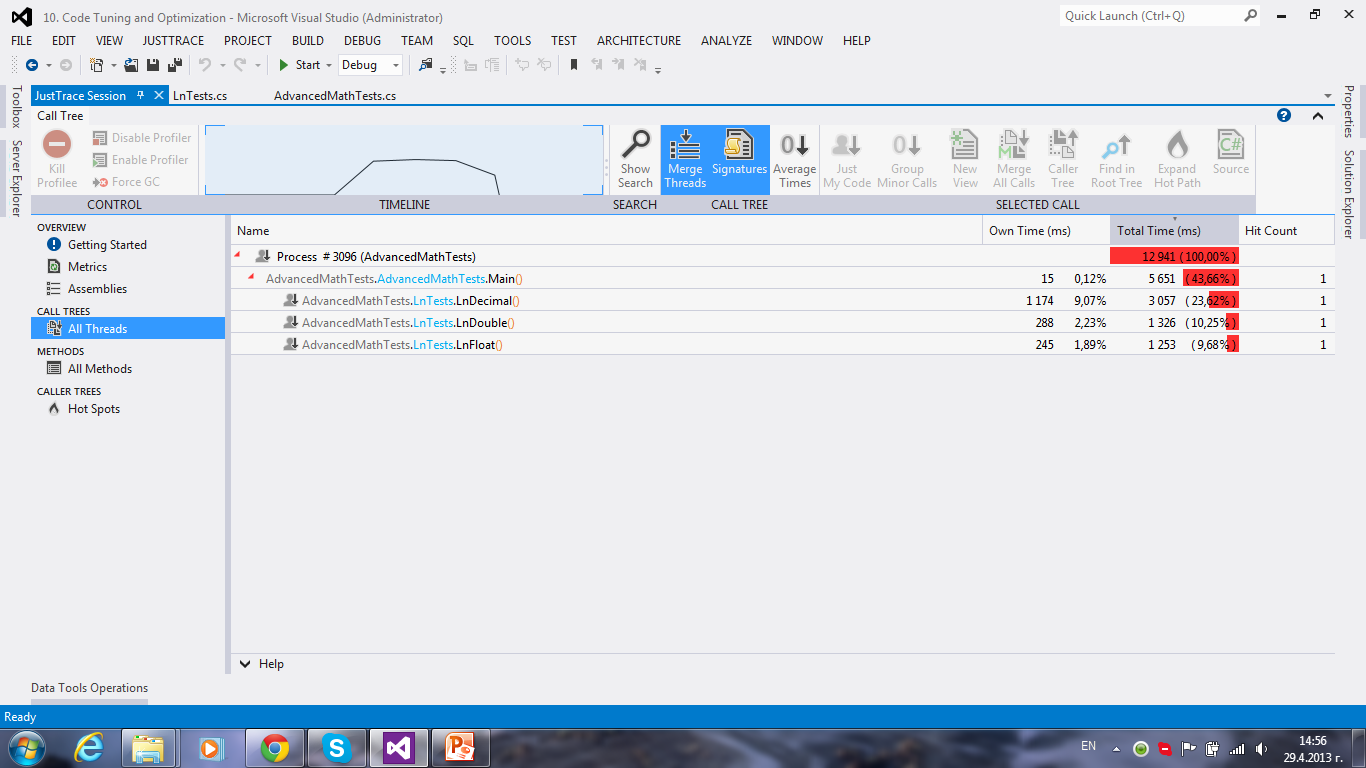 10. Code Tuning and Optimization - Microsoft Visual Studio (Administrator)
Quick Launch (Ctrl+Q)
FILE EDIT VIEW JUSTTRACE PROJECT BUILD DEBUG TEAM SQL TOOLS TEST ARCHITECTURE ANALYZE WINDOW HELP
Start Debug
Toolbox
Server Explorer
JustTrace Session LnTests.cs AdvancedMathTests.cs
Properties
Solution Explorer
Call Tree
Kill Profilee
Disable Profiler
Enable Profiler
Force GC
Show Search
Merge Threads
Signatures
Average Times
Just My Code
Group Minor Calls
New View
Merge All Calls
Caller Tree
Find in Root Tree
Expand Hot Path
Source
CONTROL TIMELINE SEARCH CALL TREE SELECTED CALL
OVERVIEW
Getting Started
Metrics
Assemblies
CALL TREES
All Threads
METHODS
All Methods
CALLER TREES
Hot Spots
Name Own Time (ms) Total Time (ms) Hit Count
Process # 3096 (AdvancedMathTests) 12 941 (100,00% )
AdvancedMathTests.AdvancedMathTests.Main() 15 0,12% 5 651 ( 43,66% ) 1
AdvancedMathTests.LnTests.LnDecimal() 1 174 9,07% 3 057 ( 23,62% ) 1
AdvancedMathTests.LnTests.LnDouble() 288 2,23% 1 326 ( 10,25% ) 1
AdvancedMathTests.LnTests.LnFloat() 245 1,89% 1 253 ( 9,68% ) 1
Help
Data Tools Operations
Ready
EN
14:56
29.4.2013 г.